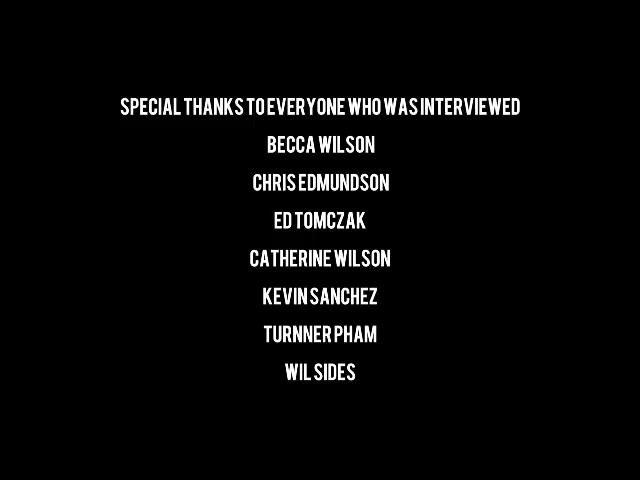 SPECIAL THANKS TO EVERYONE WHO WAS INTERVIEWED
BECCA WILSON
CHRIS EDMUNDSON
ED TOMCZAK
CATHERINE WILSON
KEVIN SANCHEZ
TURNNER PHAM
WIL SIDES